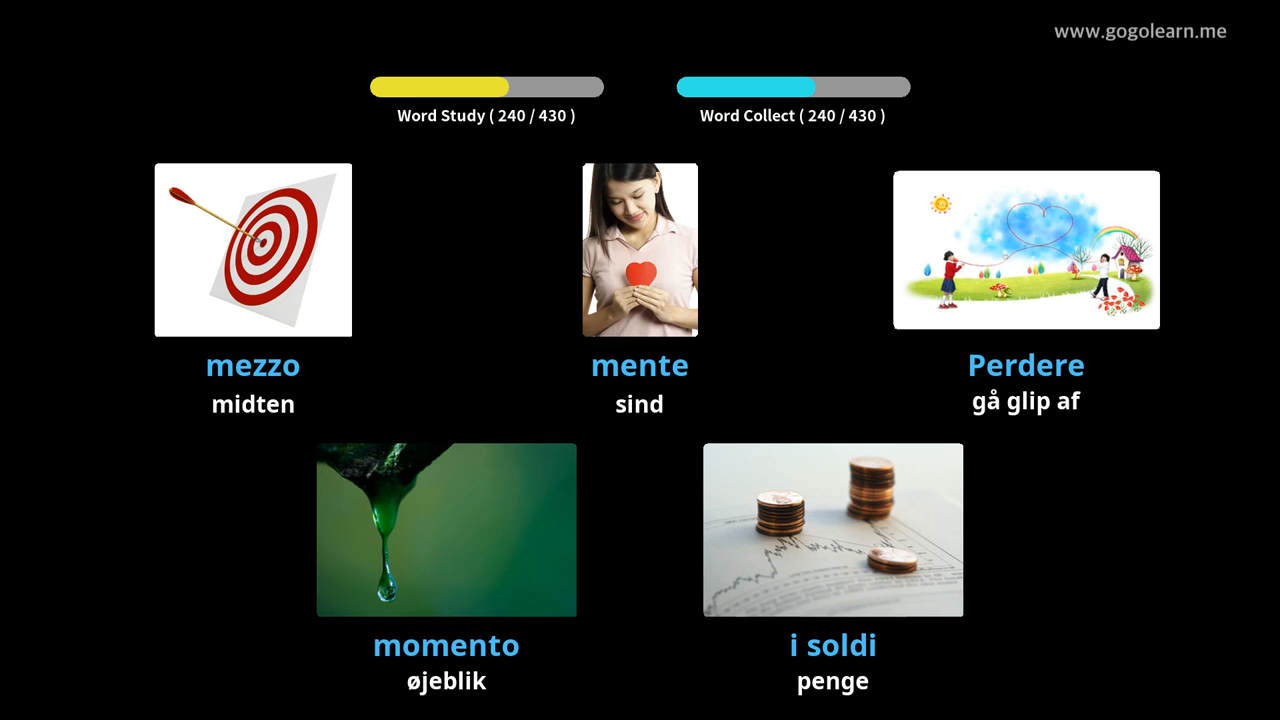 www.gogolearn.me
Word Study ( 240 / 430 )
Word Collect ( 240 / 430 )
mezzo
midten
mente
sind
Perdere
gå glip af
momento
øjeblik
i soldi
penge